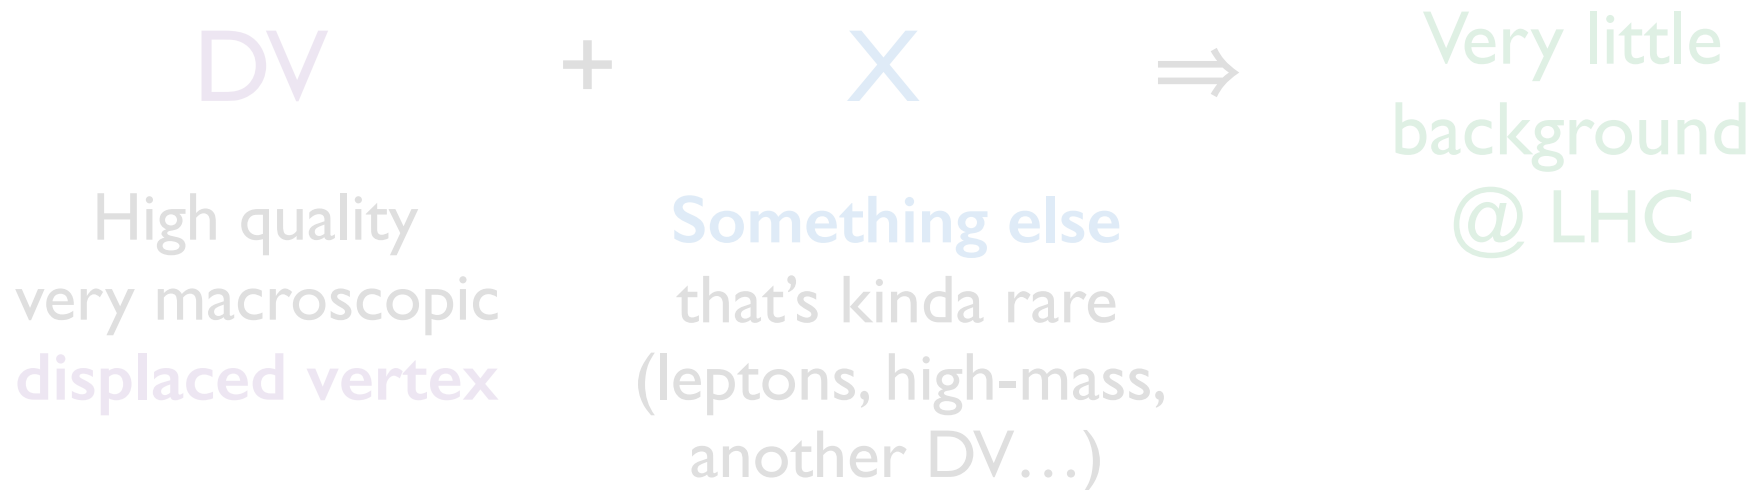 DV + X ⇒ Very little
background
@ LHC
High quality
very macroscopic
displaced vertex
Something else
that’s kinda rare
(leptons, high-mass,
another DV…)